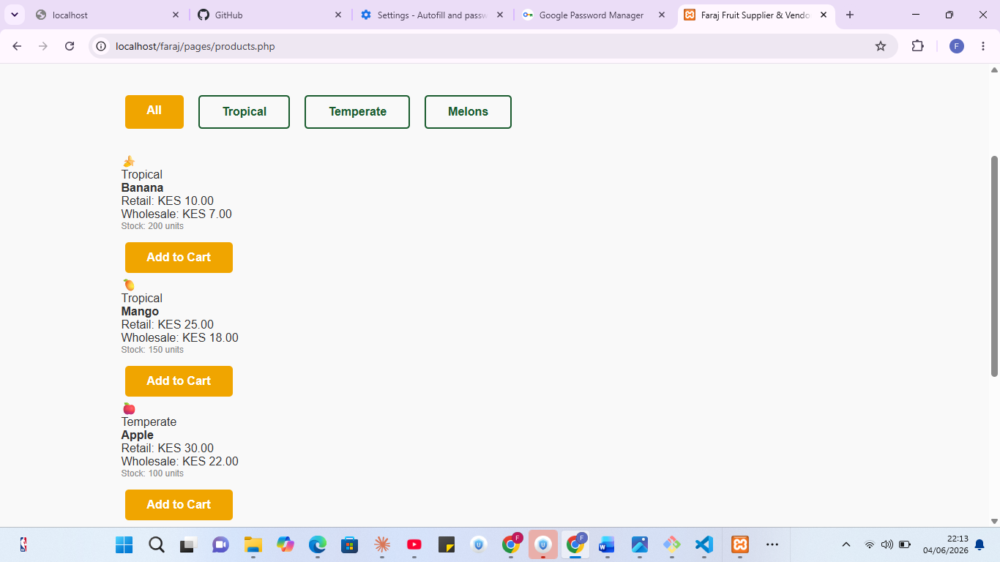 localhost
GitHub
Settings - Autofill and passw
Google Password Manager
Faraj Fruit Supplier & Vendo
localhost/faraj/pages/products.php
F
All
Tropical
Temperate
Melons
Tropical
Banana
Retail: KES 10.00
Wholesale: KES 7.00
Stock: 200 units
Add to Cart
Tropical
Mango
Retail: KES 25.00
Wholesale: KES 18.00
Stock: 150 units
Add to Cart
Temperate
Apple
Retail: KES 30.00
Wholesale: KES 22.00
Stock: 100 units
Add to Cart
F
F
22:13
04/06/2026